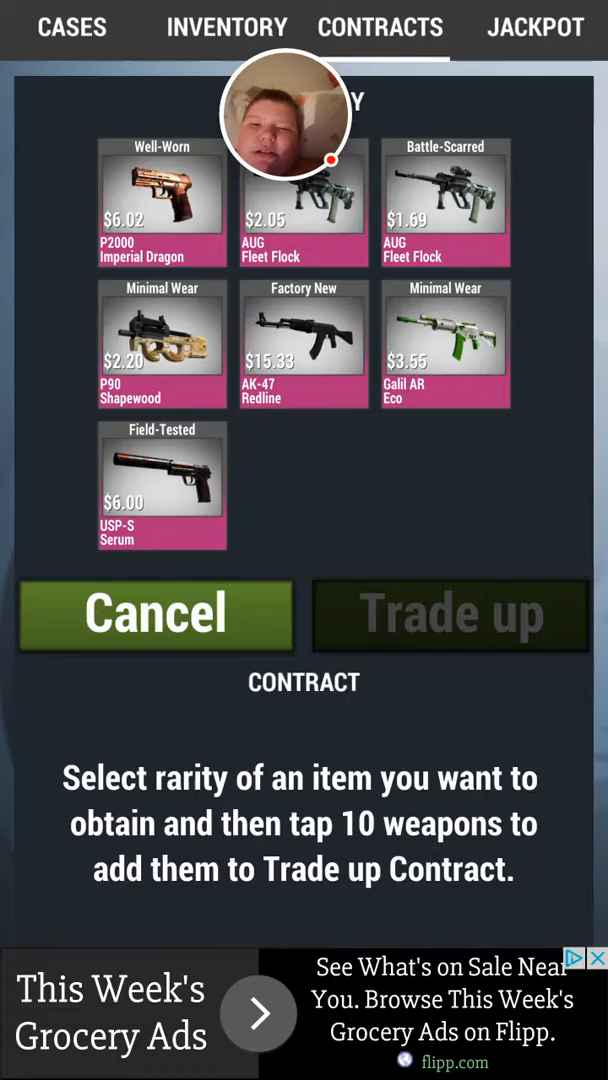 CASES INVENTORY CONTRACTS JACKPOT
Y
Well-Worn
$6.02
P2000
Imperial Dragon
$2.05
AUG
Fleet Flock
Battle-Scarred
$1.69
AUG
Fleet Flock
Minimal Wear
$2.20
P90
Shapewood
Factory New
$15.33
AK-47
Redline
Minimal Wear
$3.55
Galil AR
Eco
Field-Tested
$6.00
USP-S
Serum
Cancel Trade up
CONTRACT
Select rarity of an item you want to
obtain and then tap 10 weapons to
add them to Trade up Contract.
This Week's
Grocery Ads
See What's on Sale Near
You. Browse This Week's
Grocery Ads on Flipp.
flipp.com